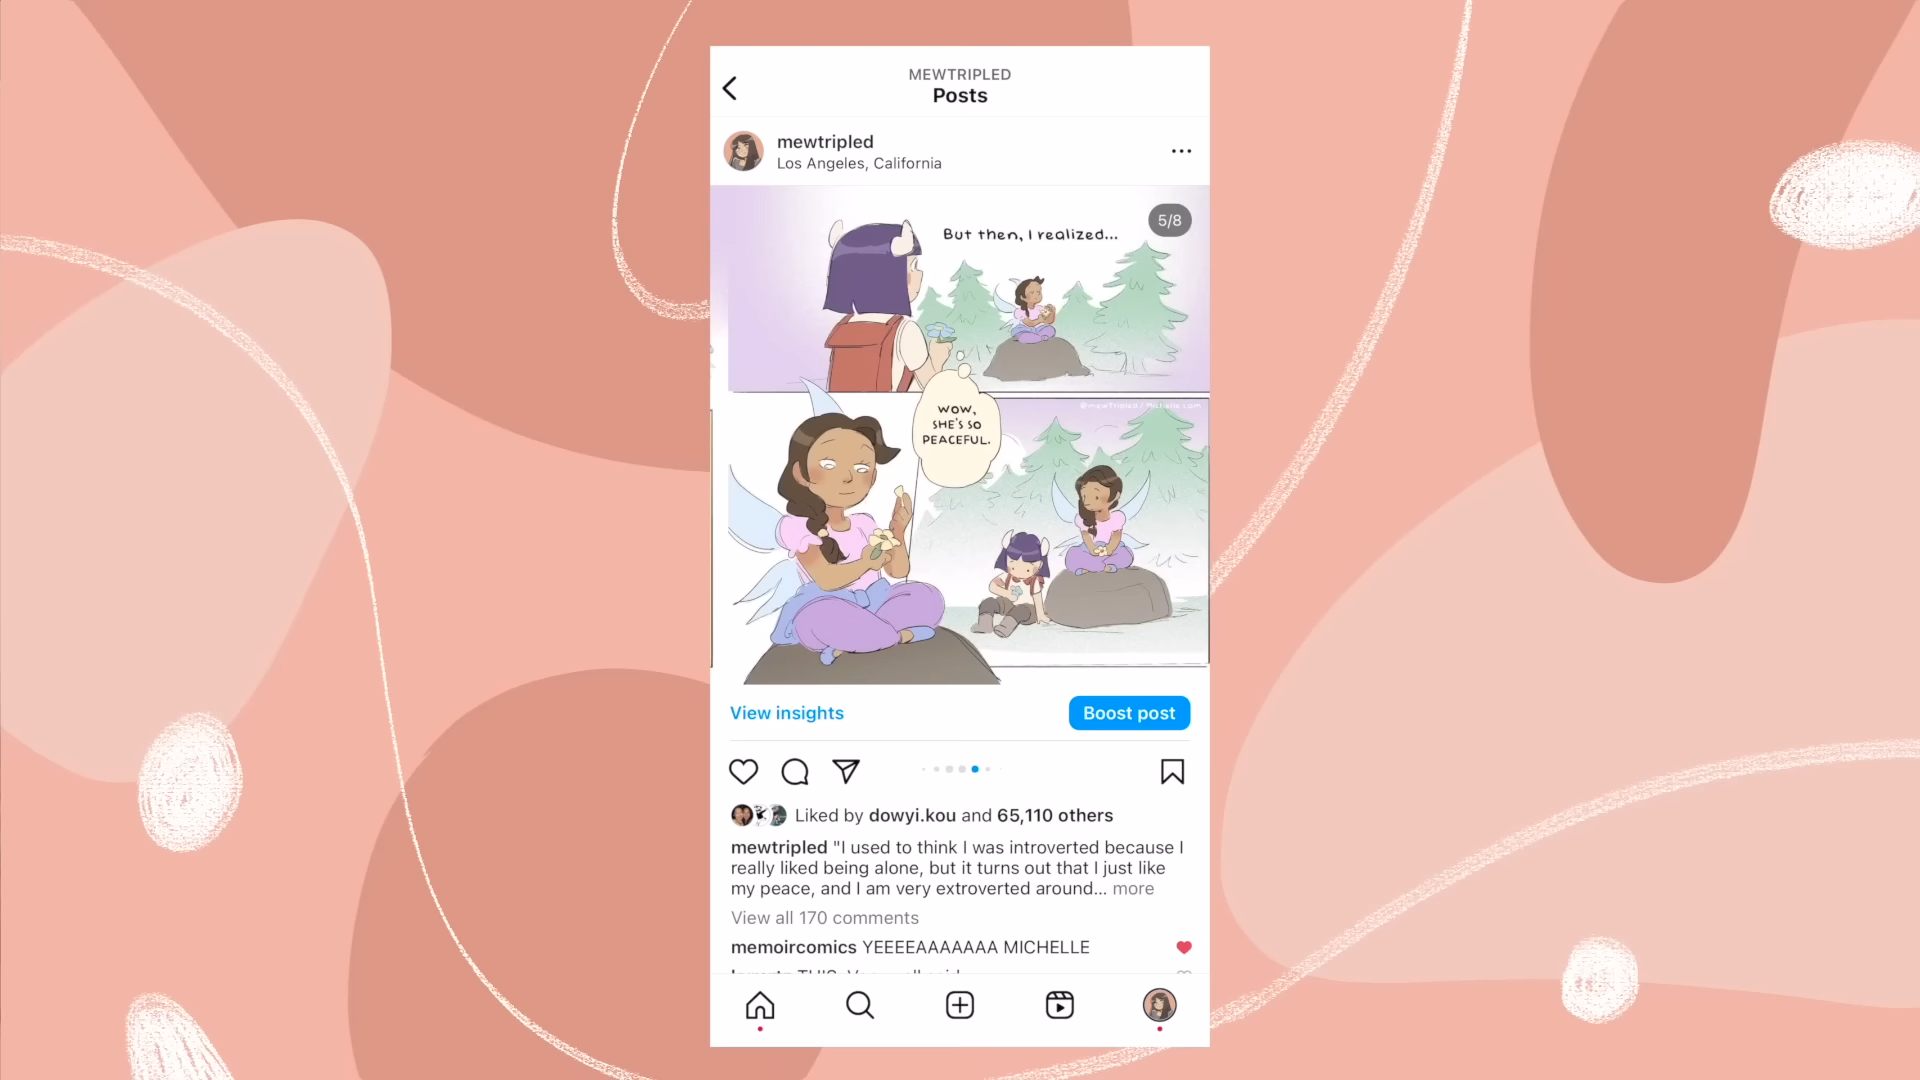 MEWTRIPLED
Posts
mewtripled
Los Angeles, California
5/8
But then, I realized...
WOW,
SHE'S SO
PEACEFUL.
View insights
Boost post
Liked by dowyi.kou and 65,110 others
mewtripled "I used to think I was introverted because I
really liked being alone, but it turns out that I just like
my peace, and I am very extroverted around... more
View all 170 comments
memoircomics YEEEEAAAAAAA MICHELLE